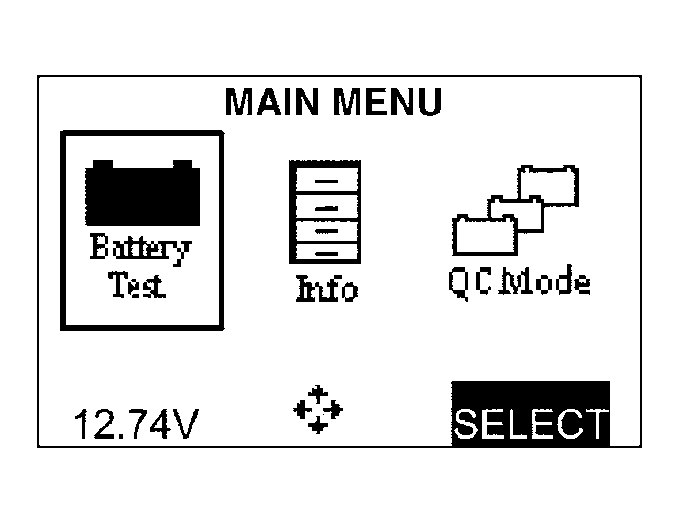 MAIN MENU
Battery
Test
Info
QC Mode
12.74V
SELECT